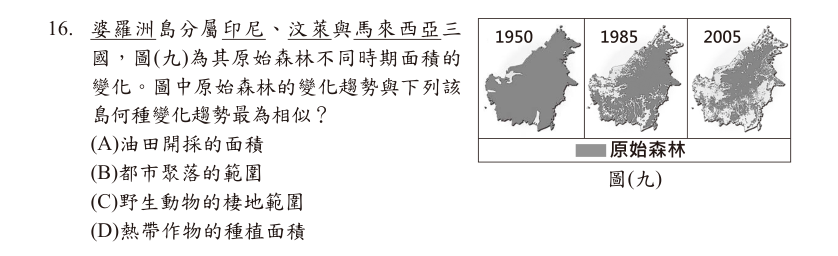 16. 婆羅洲島分屬印尼、汶萊與馬來西亞三
國，圖(九)為其原始森林不同時期面積的
變化。圖中原始森林的變化趨勢與下列該
島何種變化趨勢最為相似？
(A)油田開採的面積
(B)都市聚落的範圍
(C)野生動物的棲地範圍
(D)熱帶作物的種植面積
1950 1985 2005
原始森林
圖(九)